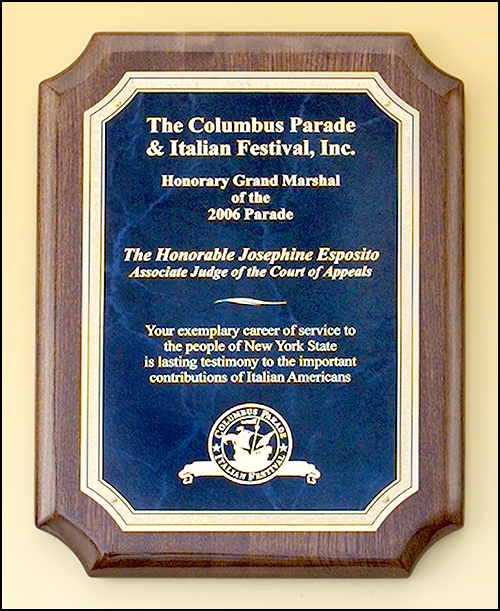 The Columbus Parade
& Italian Festival, Inc.
Honorary Grand Marshal
of the
2006 Parade
The Honorable Josephine Esposito
Associate Judge of the Court of Appeals
Your exemplary career of service to
the people of New York State
is lasting testimony to the important
contributions of Italian Americans
COLUMBUS PARADE
ITALIAN FESTIVAL